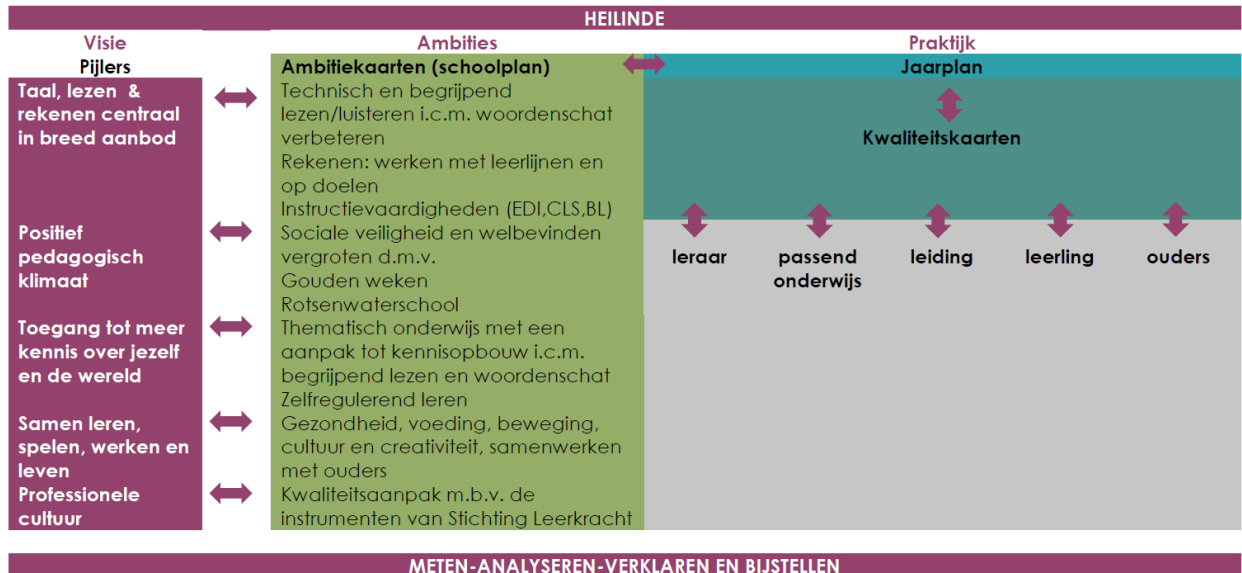 HEILINDE
Visie
Ambities
Praktijk
Pijlers
Ambitiekaarten (schoolplan)
Jaarplan
Taal, lezen &
rekenen centraal
in breed aanbod
Technisch en begrijpend
lezen/luisteren i.c.m. woordenschat
verbeteren
Rekenen: werken met leerlijnen en
op doelen
Instructievaardigheden (EDI,CLS,BL)
Kwaliteitskaarten
Positief
pedagogisch
klimaat
Sociale veiligheid en welbevinden
vergroten d.m.v.
Gouden weken
Rotsenwaterschool
leraar
passend
onderwijs
leiding
leerling
ouders
Toegang tot meer
kennis over jezelf
en de wereld
Thematisch onderwijs met een
aanpak tot kennisopbouw i.c.m.
begrijpend lezen en woordenschat
Zelfregulerend leren
Samen leren,
spelen, werken en
leven
Gezondheid, voeding, beweging,
cultuur en creativiteit, samenwerken
met ouders
Professionele
cultuur
Kwaliteitsaanpak m.b.v. de
instrumenten van Stichting Leerkracht
METEN-ANALYSEREN-VERKLAREN EN BIJSTELLEN